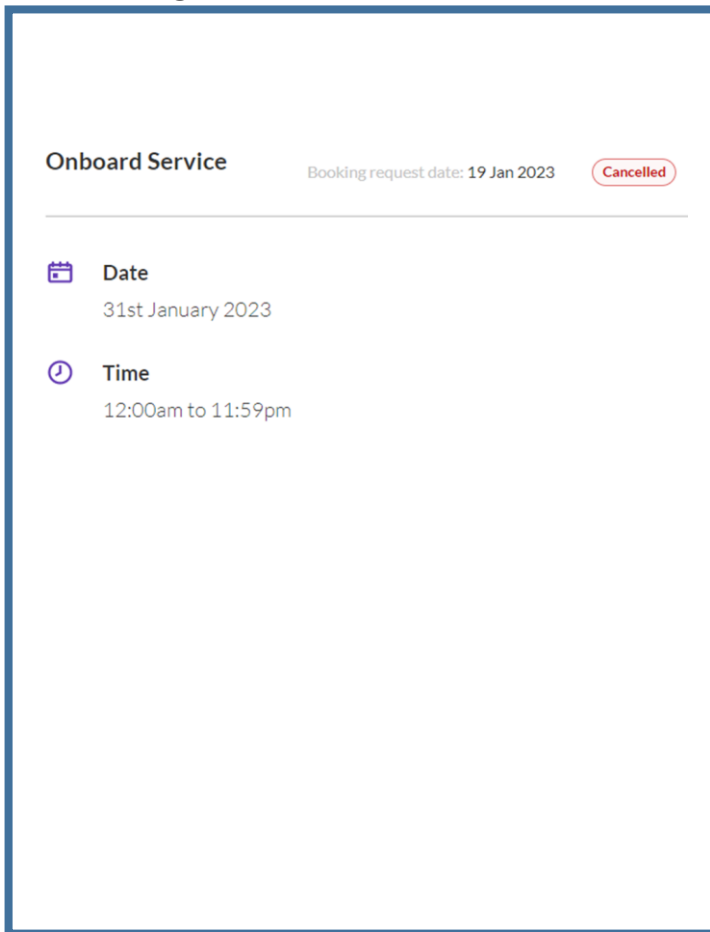 Onboard Service
Booking request date: 19 Jan 2023
Cancelled
Date
31st January 2023
Time
12:00am to 11:59pm